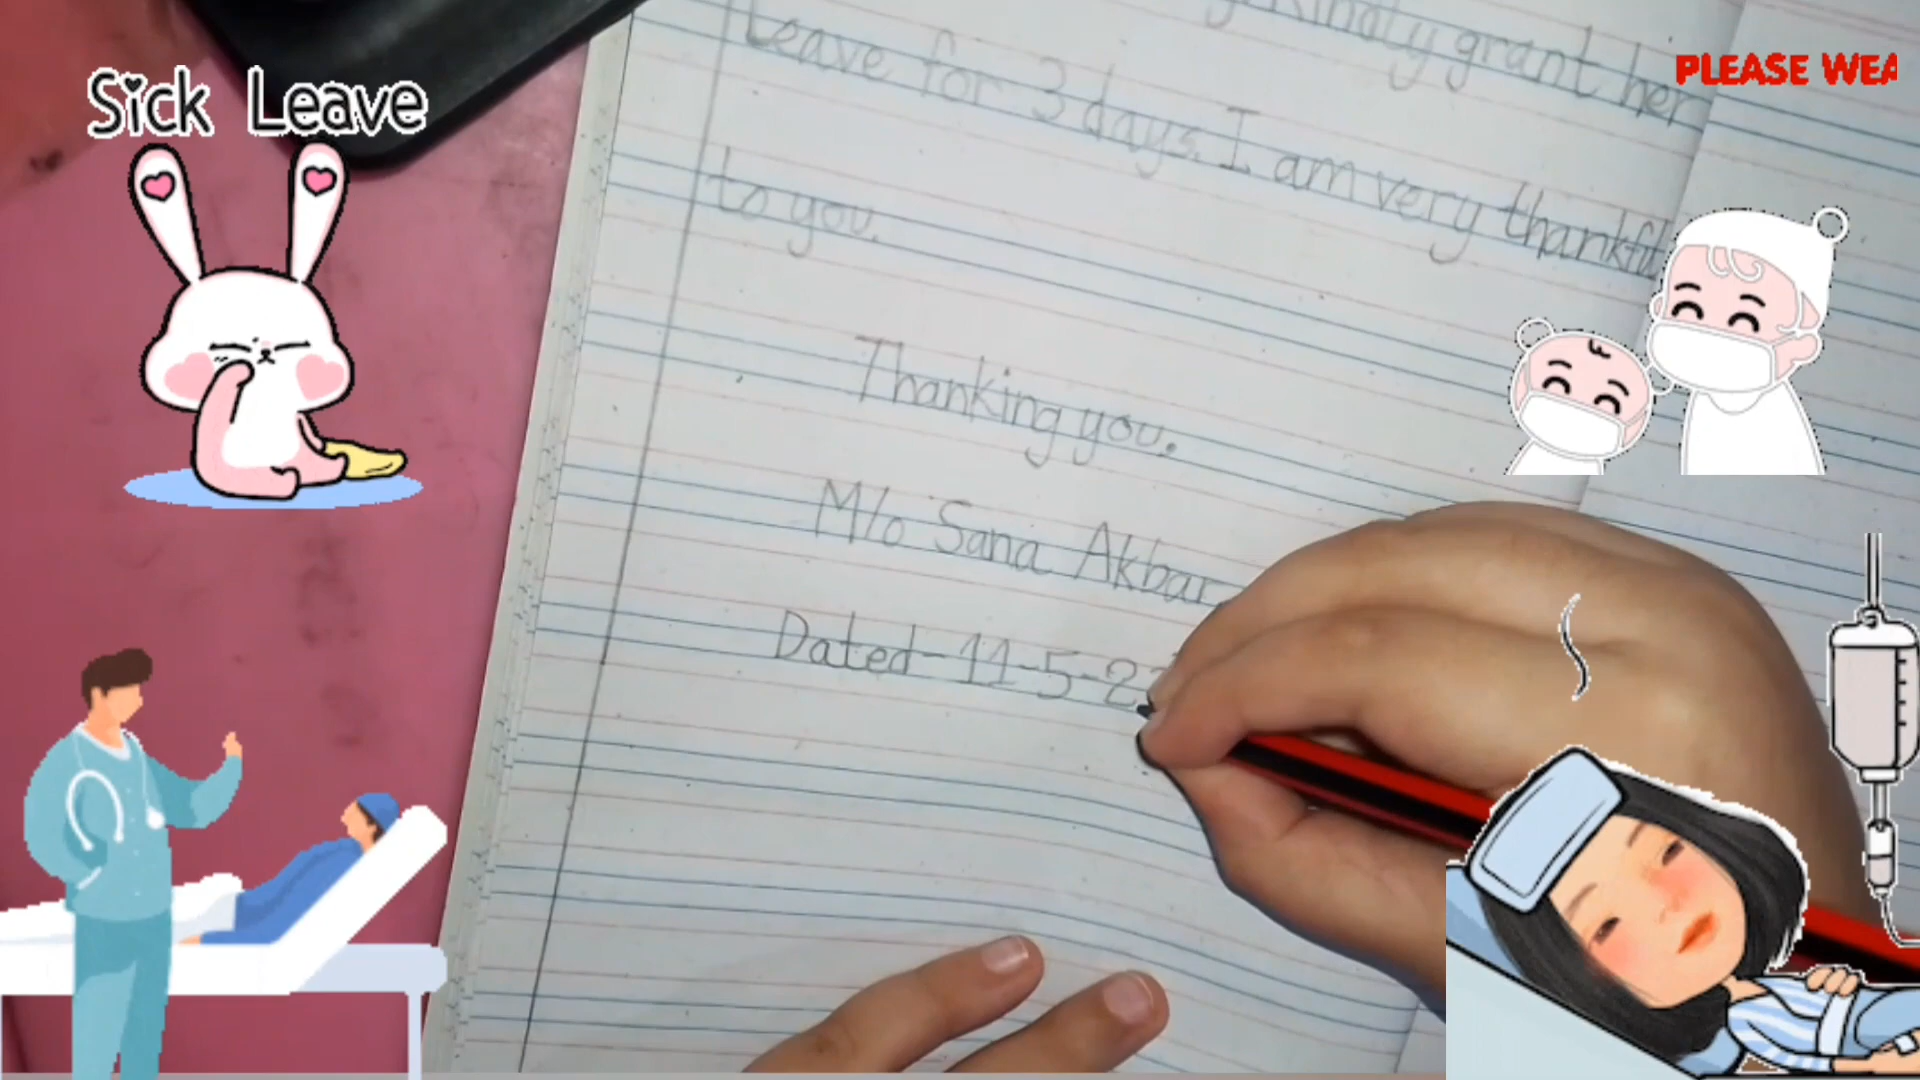 Sick Leave
PLEASE WEA
Kindly grant her
Leave for 3 days. I am very thankful
to you.
Thanking you.
M/o Sana Akbar
Dated-11-5-22